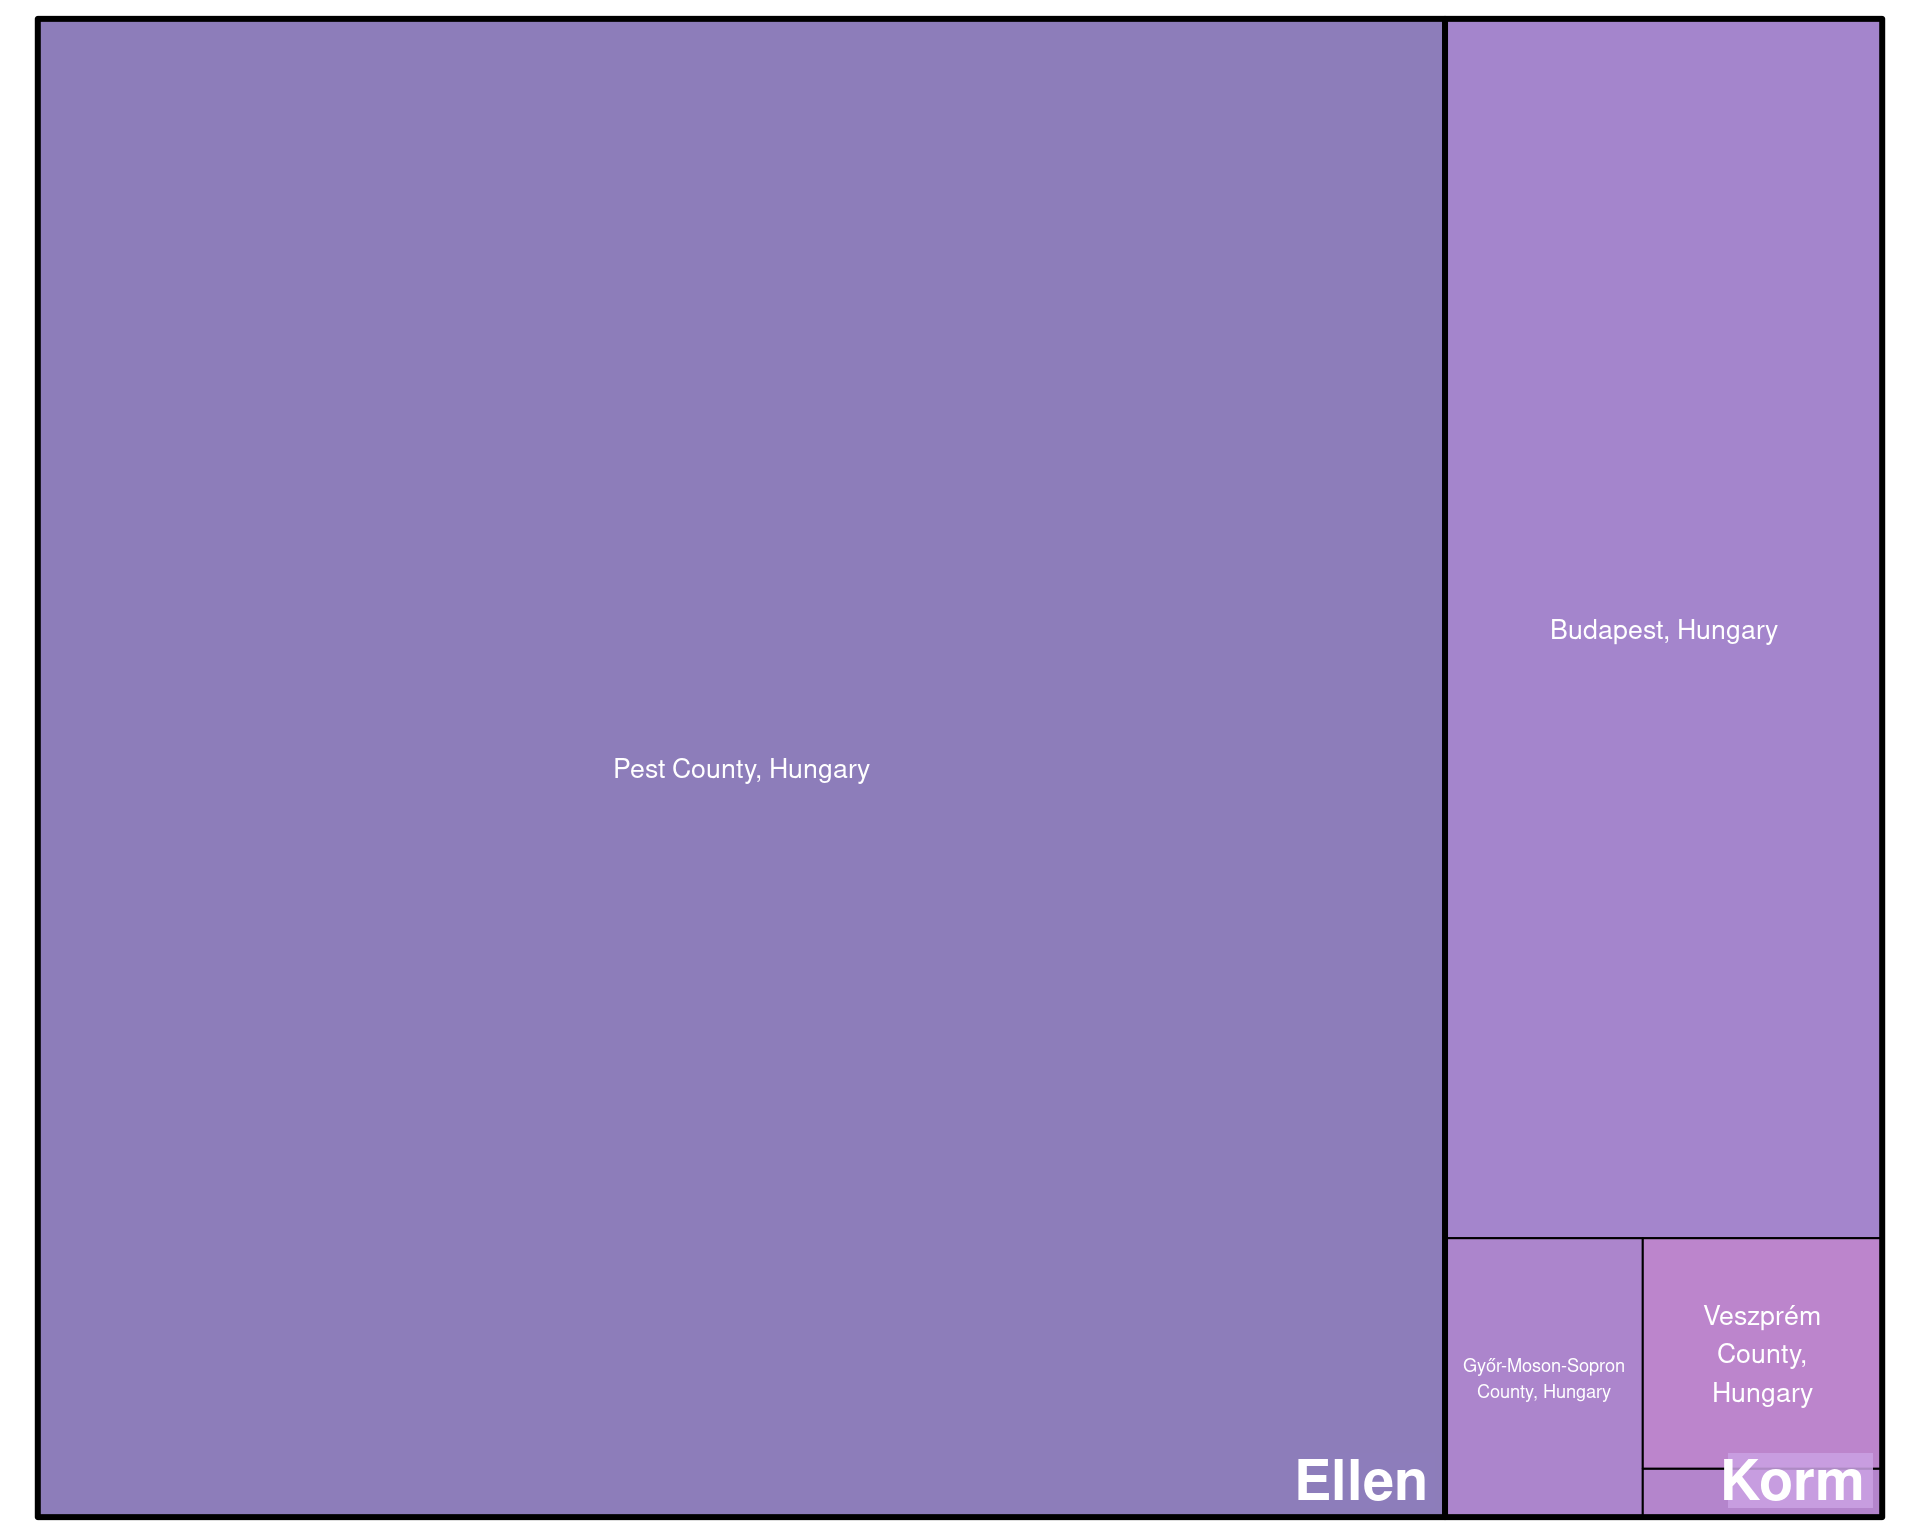 Pest County, Hungary
Ellen
Budapest, Hungary
Győr-Moson-Sopron
County, Hungary
Veszprém
County,
Hungary
Korm